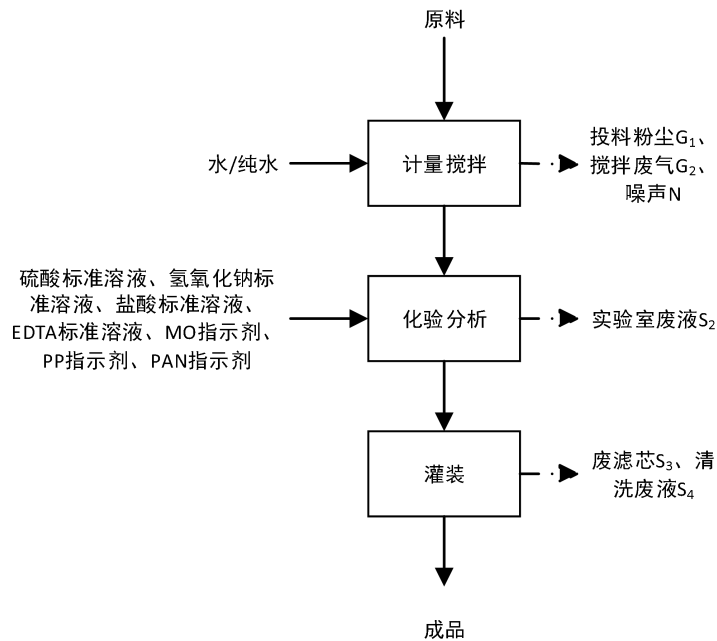 原料
水/纯水
计量搅拌
投料粉尘G₁、
搅拌废气G₂、
噪声N
硫酸标准溶液、氢氧化钠标
准溶液、盐酸标准溶液、
EDTA标准溶液、MO指示剂、
PP指示剂、PAN指示剂
化验分析
实验室废液S₂
灌装
废滤芯S₃、清
洗废液S₄
成品